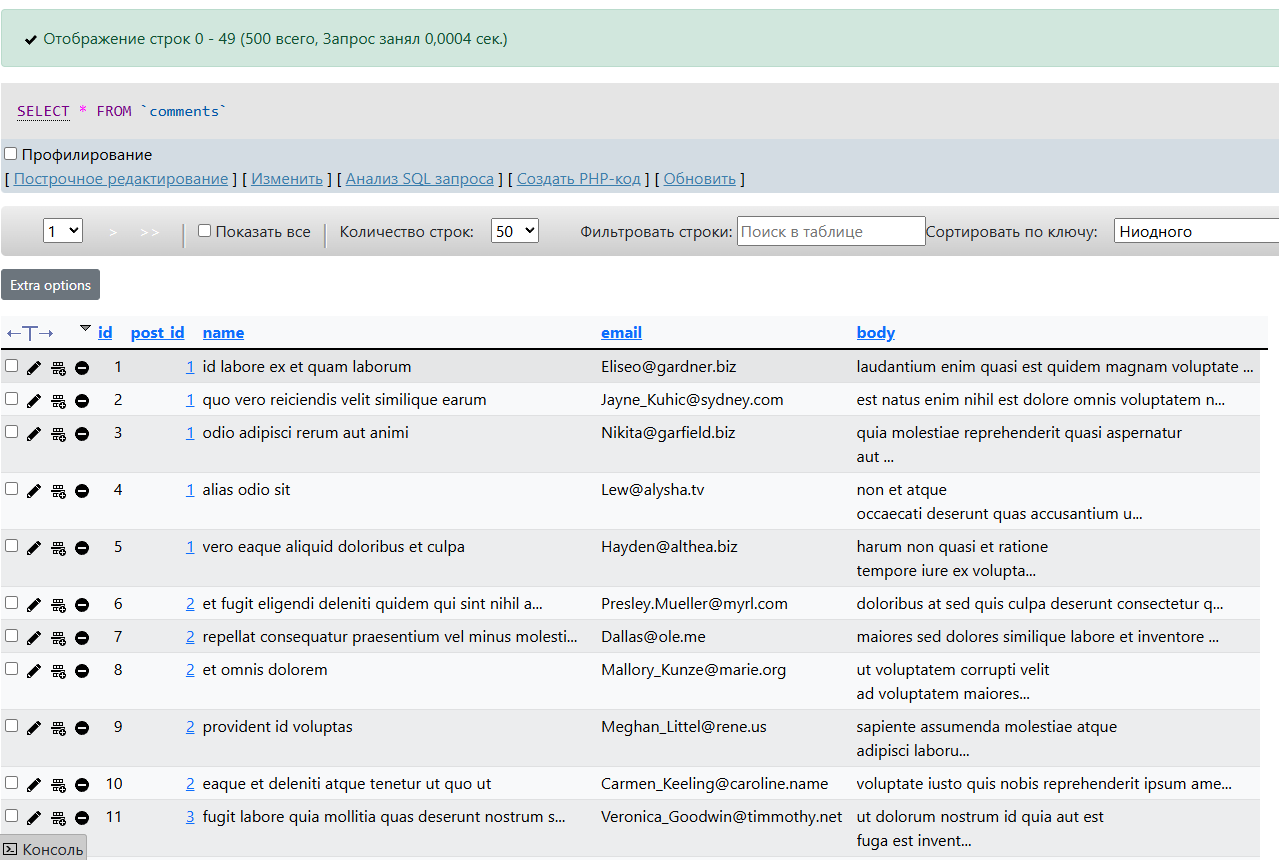 Отображение строк 0 - 49 (500 всего, Запрос занял 0,0004 сек.)
SELECT * FROM `comments`
Профилирование
[ Построчное редактирование ] [ Изменить ] [ Анализ SQL запроса ] [ Создать PHP-код ] [ Обновить ]
1 > >> Показать все Количество строк: 50 Фильтровать строки: Поиск в таблице Сортировать по ключу: Ниодного
Extra options
←T→ id post_id name email body
1 1 id labore ex et quam laborum Eliseo@gardner.biz laudantium enim quasi est quidem magnam voluptate ...
2 1 quo vero reiciendis velit similique earum Jayne_Kuhic@sydney.com est natus enim nihil est dolore omnis voluptatem n...
3 1 odio adipisci rerum aut animi Nikita@garfield.biz quia molestiae reprehenderit quasi aspernatur
aut ...
4 1 alias odio sit Lew@alysha.tv non et atque
occaecati deserunt quas accusantium u...
5 1 vero eaque aliquid doloribus et culpa Hayden@althea.biz harum non quasi et ratione
tempore iure ex volupta...
6 2 et fugit eligendi deleniti quidem qui sint nihil a... Presley.Mueller@myrl.com doloribus at sed quis culpa deserunt consectetur q...
7 2 repellat consequatur praesentium vel minus molesti... Dallas@ole.me maiores sed dolores similique labore et inventore ...
8 2 et omnis dolorem Mallory_Kunze@marie.org ut voluptatem corrupti velit
ad voluptatem maiores...
9 2 provident id voluptas Meghan_Littel@rene.us sapiente assumenda molestiae atque
adipisci laboru...
10 2 eaque et deleniti atque tenetur ut quo ut Carmen_Keeling@caroline.name voluptate iusto quis nobis reprehenderit ipsum ame...
11 3 fugit labore quia mollitia quas deserunt nostrum s... Veronica_Goodwin@timmothy.net ut dolorum nostrum id quia aut est
fuga est invent...
Консоль